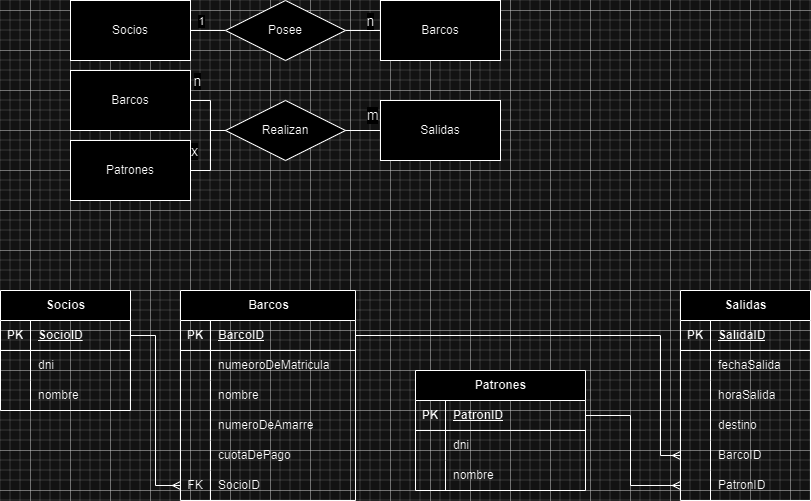 Socios 1 Posee n Barcos
n
Barcos
Realizan m Salidas
x
Patrones
Socios
PK SocioID
dni
nombre
Barcos
PK BarcoID
numeoroDeMatricula
nombre
numeroDeAmarre
cuotaDePago
FK SocioID
Patrones
PK PatronID
dni
nombre
Salidas
PK SalidaID
fechaSalida
horaSalida
destino
BarcoID
PatronID